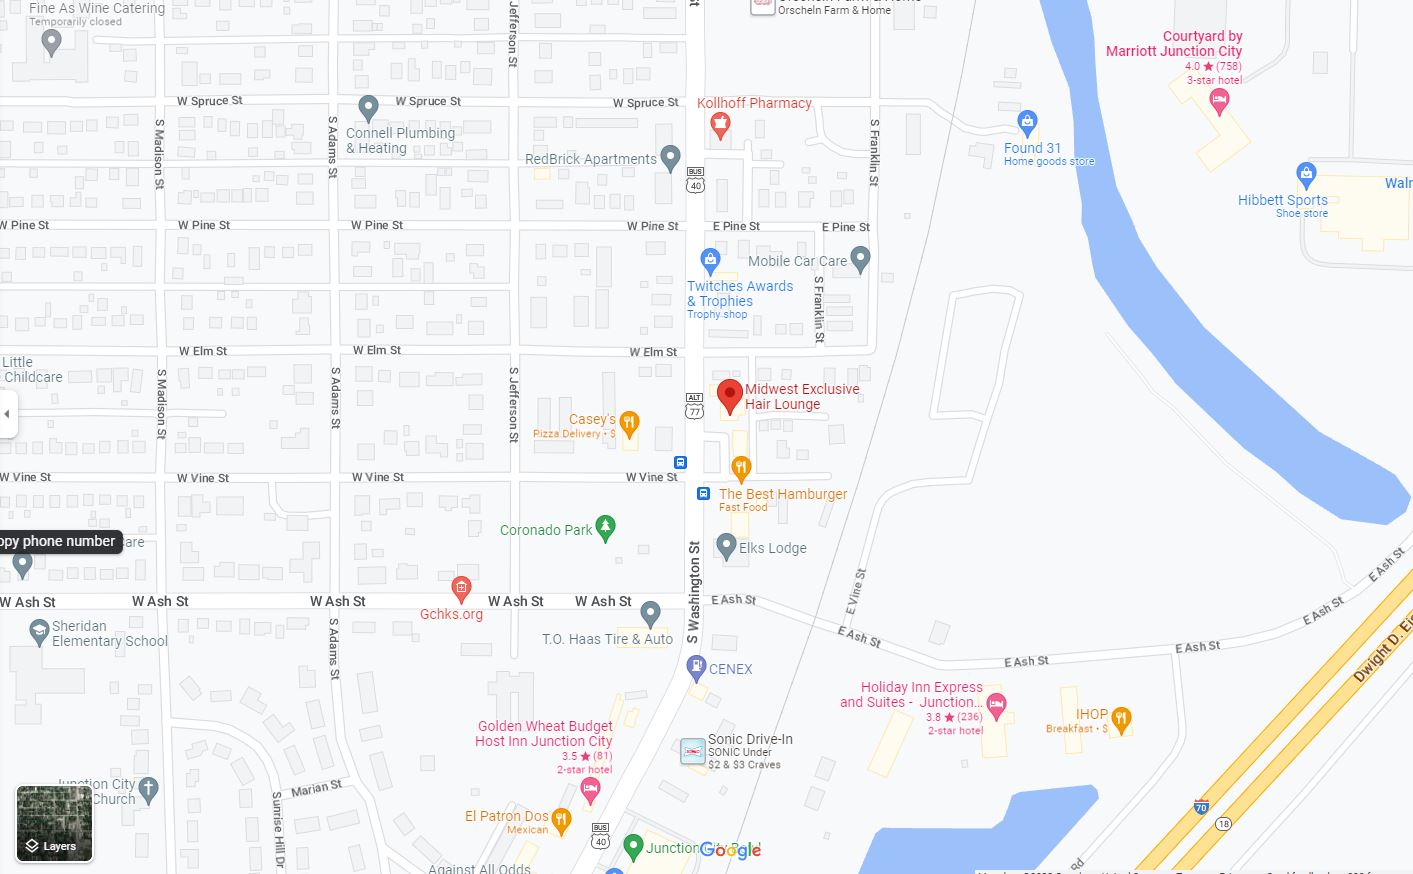 Fine As Wine Catering
Temporarily closed
S Jefferson St
Orscheln Farm & Home
Courtyard by
Marriott Junction City
4.0 ★ (758)
3-star hotel
W Spruce St
W Spruce St
W Spruce St
Kollhoff Pharmacy
Connell Plumbing
& Heating
RedBrick Apartments
S Madison St
S Adams St
S Franklin St
Found 31
Home goods store
BUS
40
Hibbett Sports
Shoe store
W Pine St
W Pine St
W Pine St
W Pine St
E Pine St
E Pine St
Mobile Car Care
Twitches Awards
& Trophies
Trophy shop
S Franklin St
W Elm St
W Elm St
W Elm St
Little
Childcare
S Madison St
S Adams St
S Jefferson St
ALT
77
Midwest Exclusive
Hair Lounge
Casey's
Pizza Delivery • $
W Vine St
W Vine St
W Vine St
W Vine St
The Best Hamburger
Fast Food
Coronado Park
Elks Lodge
opy phone number
S Washington St
E Vine St
W Ash St
W Ash St
W Ash St
W Ash St
W Ash St
E Ash St
E Ash St
E Ash St
E Ash St
E Ash St
E Ash St
Gchks.org
Sheridan
Elementary School
S Adams St
T.O. Haas Tire & Auto
CENEX
Holiday Inn Express
and Suites - Junction...
3.8 ★ (236)
2-star hotel
IHOP
Breakfast • $
Golden Wheat Budget
Host Inn Junction City
3.5 ★ (81)
2-star hotel
Sonic Drive-In
SONIC Under
$2 & $3 Craves
Junction City
Church
Marian St
Sunrise Hill Dr
El Patron Dos
Mexican
BUS
40
70
18
Rd
Layers
Google
Against All Odds